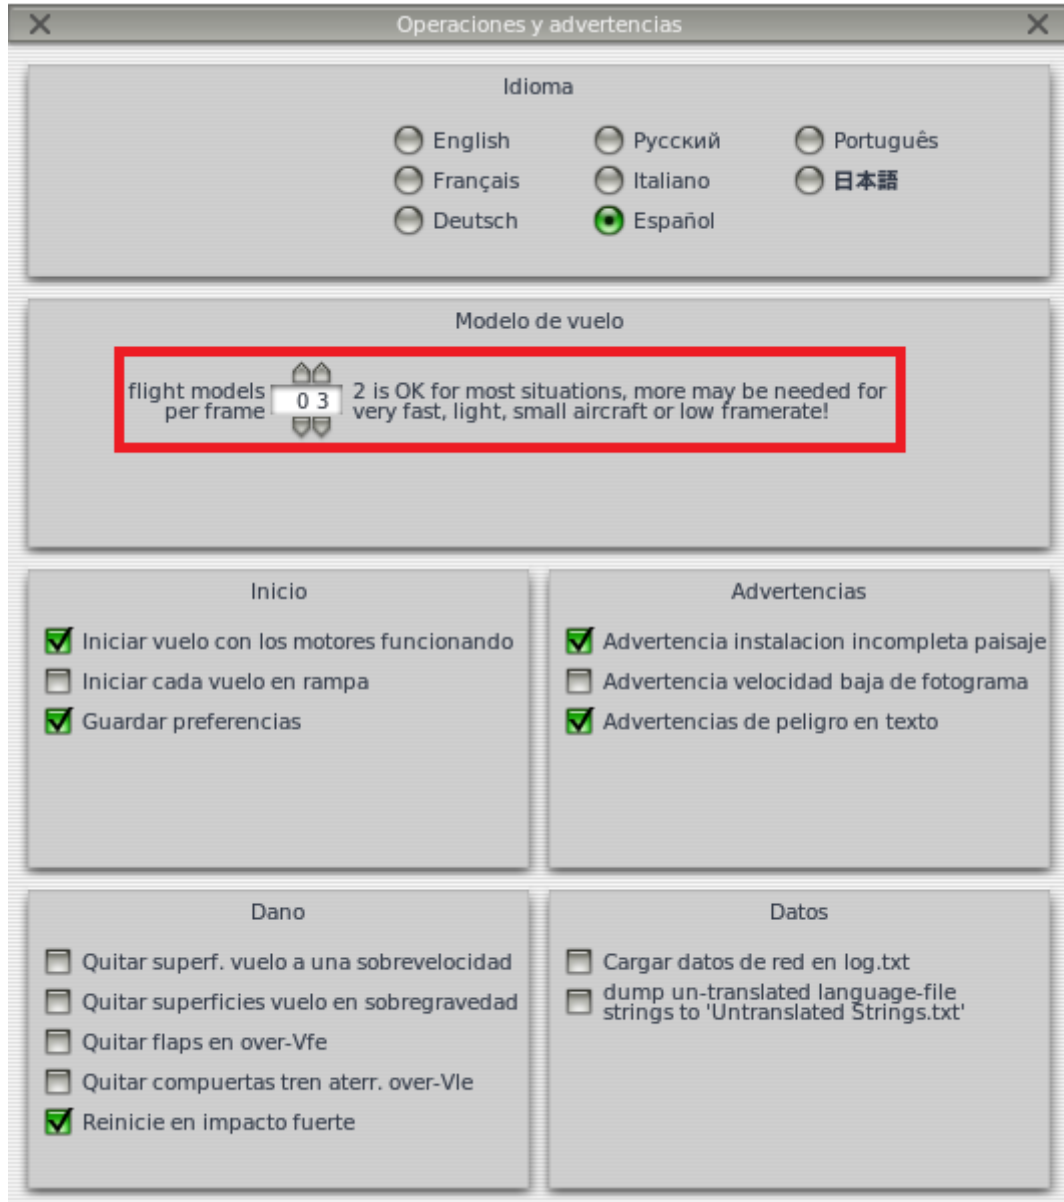 Operaciones y advertencias
Idioma
English
Русский
Português
Français
Italiano
日本語
Deutsch
Español
Modelo de vuelo
flight models
per frame
0 3
2 is OK for most situations, more may be needed for
very fast, light, small aircraft or low framerate!
Inicio
Iniciar vuelo con los motores funcionando
Iniciar cada vuelo en rampa
Guardar preferencias
Advertencias
Advertencia instalacion incompleta paisaje
Advertencia velocidad baja de fotograma
Advertencias de peligro en texto
Dano
Quitar superf. vuelo a una sobrevelocidad
Quitar superficies vuelo en sobregravedad
Quitar flaps en over-Vfe
Quitar compuertas tren aterr. over-Vle
Reinicie en impacto fuerte
Datos
Cargar datos de red en log.txt
dump un-translated language-file
strings to 'Untranslated Strings.txt'